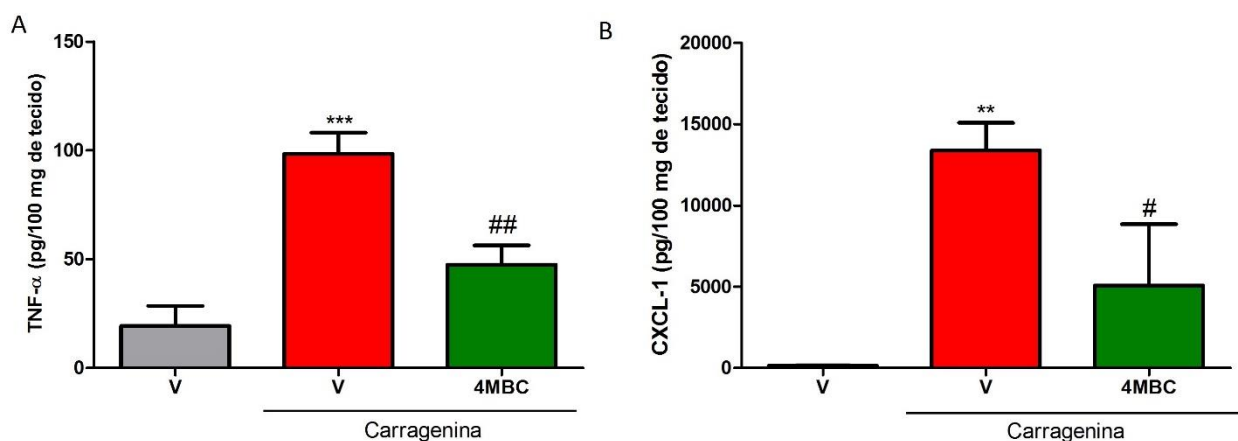 A
TNF-α (pg/100 mg de tecido)
150
100
50
0
***
##
V
V
4MBC
Carragenina
B
CXCL-1 (pg/100 mg de tecido)
20000
15000
10000
5000
0
**
#
V
V
4MBC
Carragenina